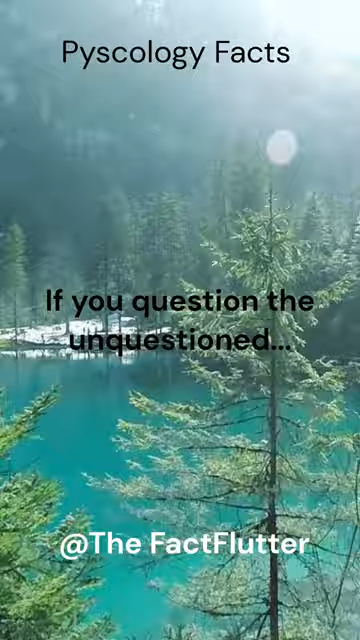 Pyscology Facts
If you question the
unquestioned...
@The FactFlutter